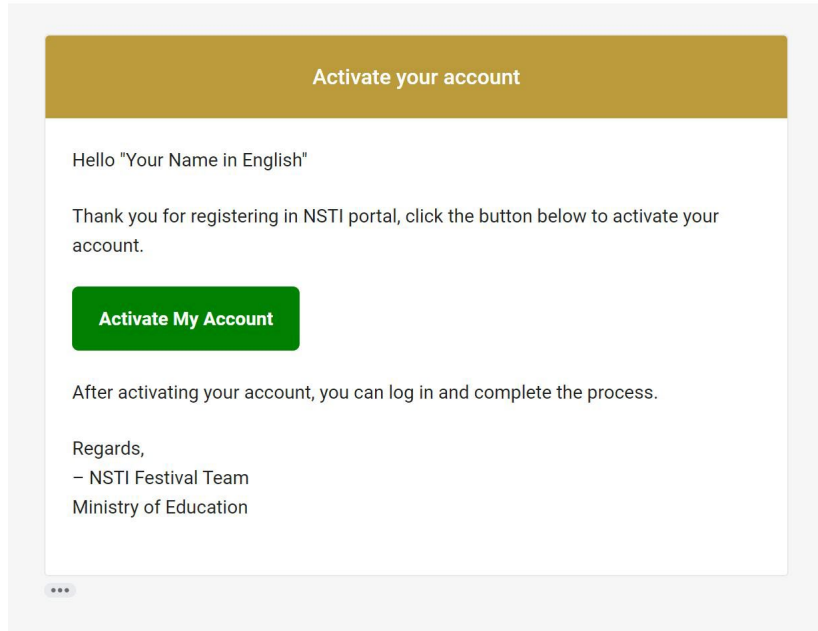 Activate your account
Hello "Your Name in English"
Thank you for registering in NSTI portal, click the button below to activate your
account.
Activate My Account
After activating your account, you can log in and complete the process.
Regards,
– NSTI Festival Team
Ministry of Education